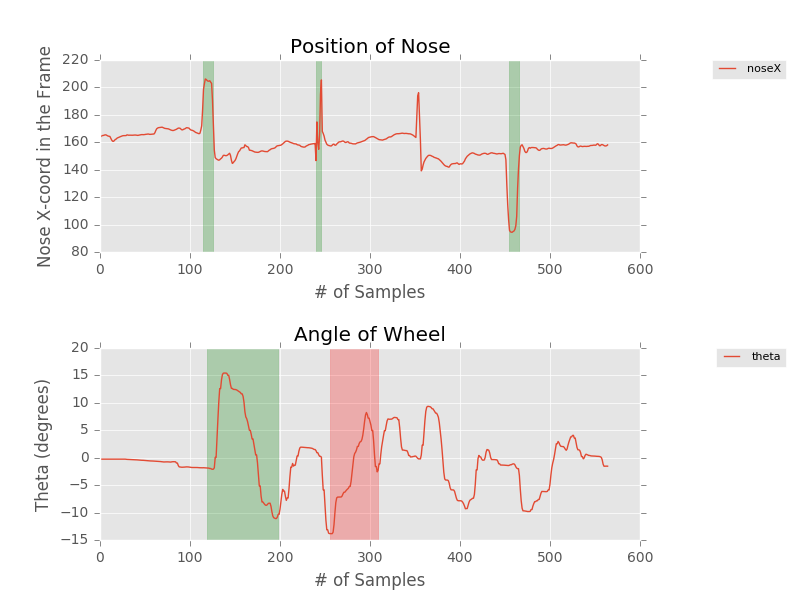 Position of Nose
Nose X-coord in the Frame
220
200
180
160
140
120
100
80
0 100 200 300 400 500 600
# of Samples
noseX
Angle of Wheel
Theta (degrees)
20
15
10
5
0
−5
−10
−15
0 100 200 300 400 500 600
# of Samples
theta